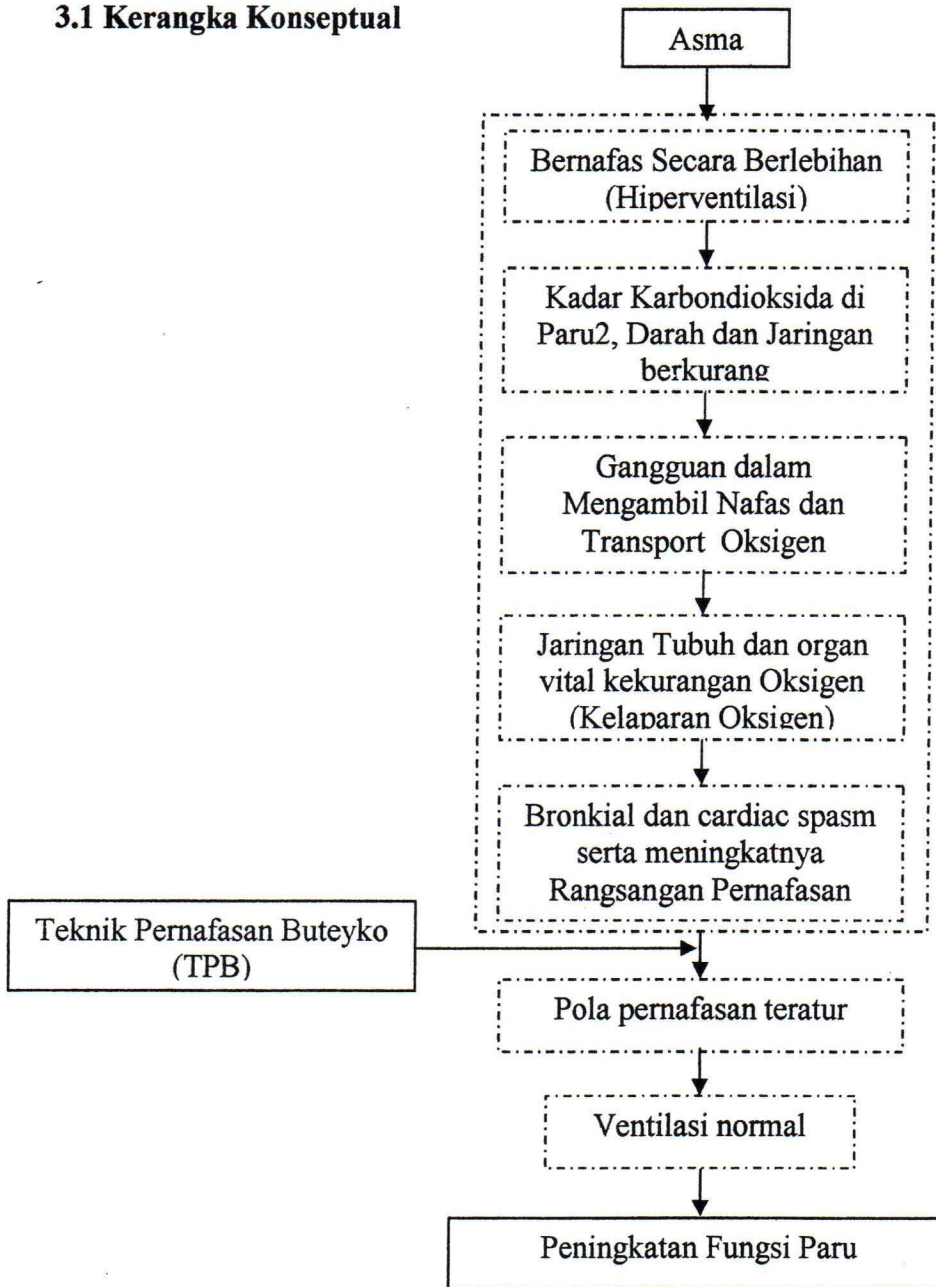 3.1 Kerangka Konseptual
Asma
Bernafas Secara Berlebihan
(Hiperventilasi)
Kadar Karbondioksida di
Paru2, Darah dan Jaringan
berkurang
Gangguan dalam
Mengambil Nafas dan
Transport Oksigen
Jaringan Tubuh dan organ
vital kekurangan Oksigen
(Kelaparan Oksigen)
Bronkial dan cardiac spasm
serta meningkatnya
Rangsangan Pernafasan
Teknik Pernafasan Buteyko
(TPB)
Pola pernafasan teratur
Ventilasi normal
Peningkatan Fungsi Paru